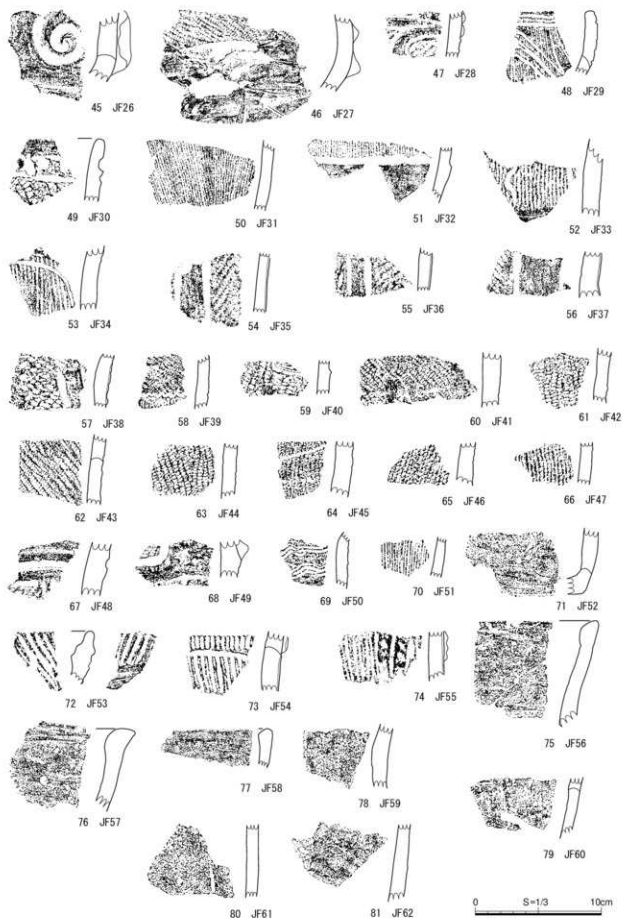 45 JF26
46 JF27
47 JF28
48 JF29
49 JF30
50 JF31
51 JF32
52 JF33
53 JF34
54 JF35
55 JF36
56 JF37
57 JF38
58 JF39
59 JF40
60 JF41
61 JF42
62 JF43
63 JF44
64 JF45
65 JF46
66 JF47
67 JF48
68 JF49
69 JF50
70 JF51
71 JF52
72 JF53
73 JF54
74 JF55
75 JF56
76 JF57
77 JF58
78 JF59
79 JF60
80 JF61
81 JF62
0 S=1/3 10cm